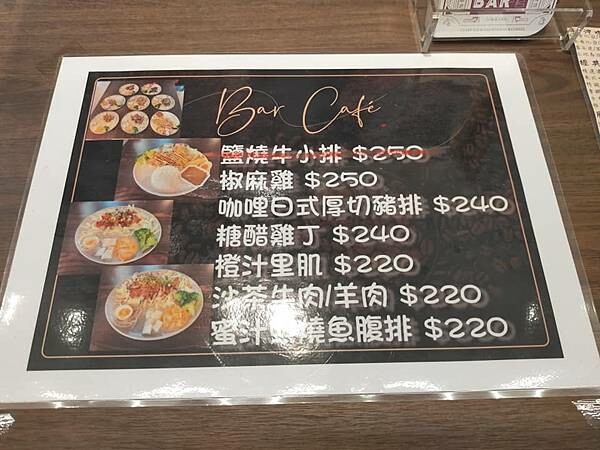 BAR
Bar Café
鹽燒牛小排 $250
椒麻雞 $250
咖哩日式厚切豬排 $240
糖醋雞丁 $240
橙汁里肌 $220
沙茶牛肉/羊肉 $220
蜜汁 燒魚腹排 $220